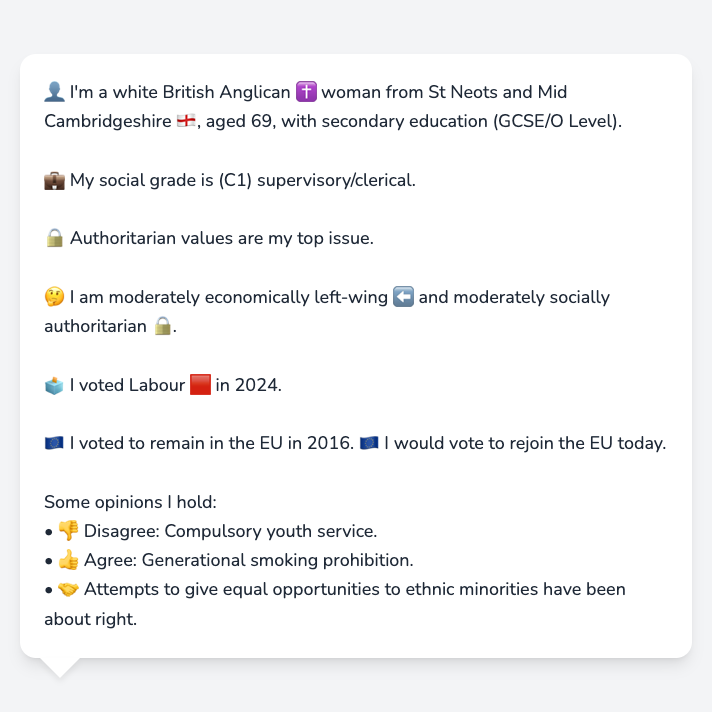 👤 I'm a white British Anglican ✝️ woman from St Neots and Mid
Cambridgeshire 🏴󠁧󠁢󠁥󠁮󠁧󠁿, aged 69, with secondary education (GCSE/O Level).
💼 My social grade is (C1) supervisory/clerical.
🔒 Authoritarian values are my top issue.
🤔 I am moderately economically left-wing ⬅️ and moderately socially
authoritarian 🔒.
🗳️ I voted Labour 🟥 in 2024.
🇪🇺 I voted to remain in the EU in 2016. 🇪🇺 I would vote to rejoin the EU today.
Some opinions I hold:
• 👎 Disagree: Compulsory youth service.
• 👍 Agree: Generational smoking prohibition.
• 🤝 Attempts to give equal opportunities to ethnic minorities have been
about right.